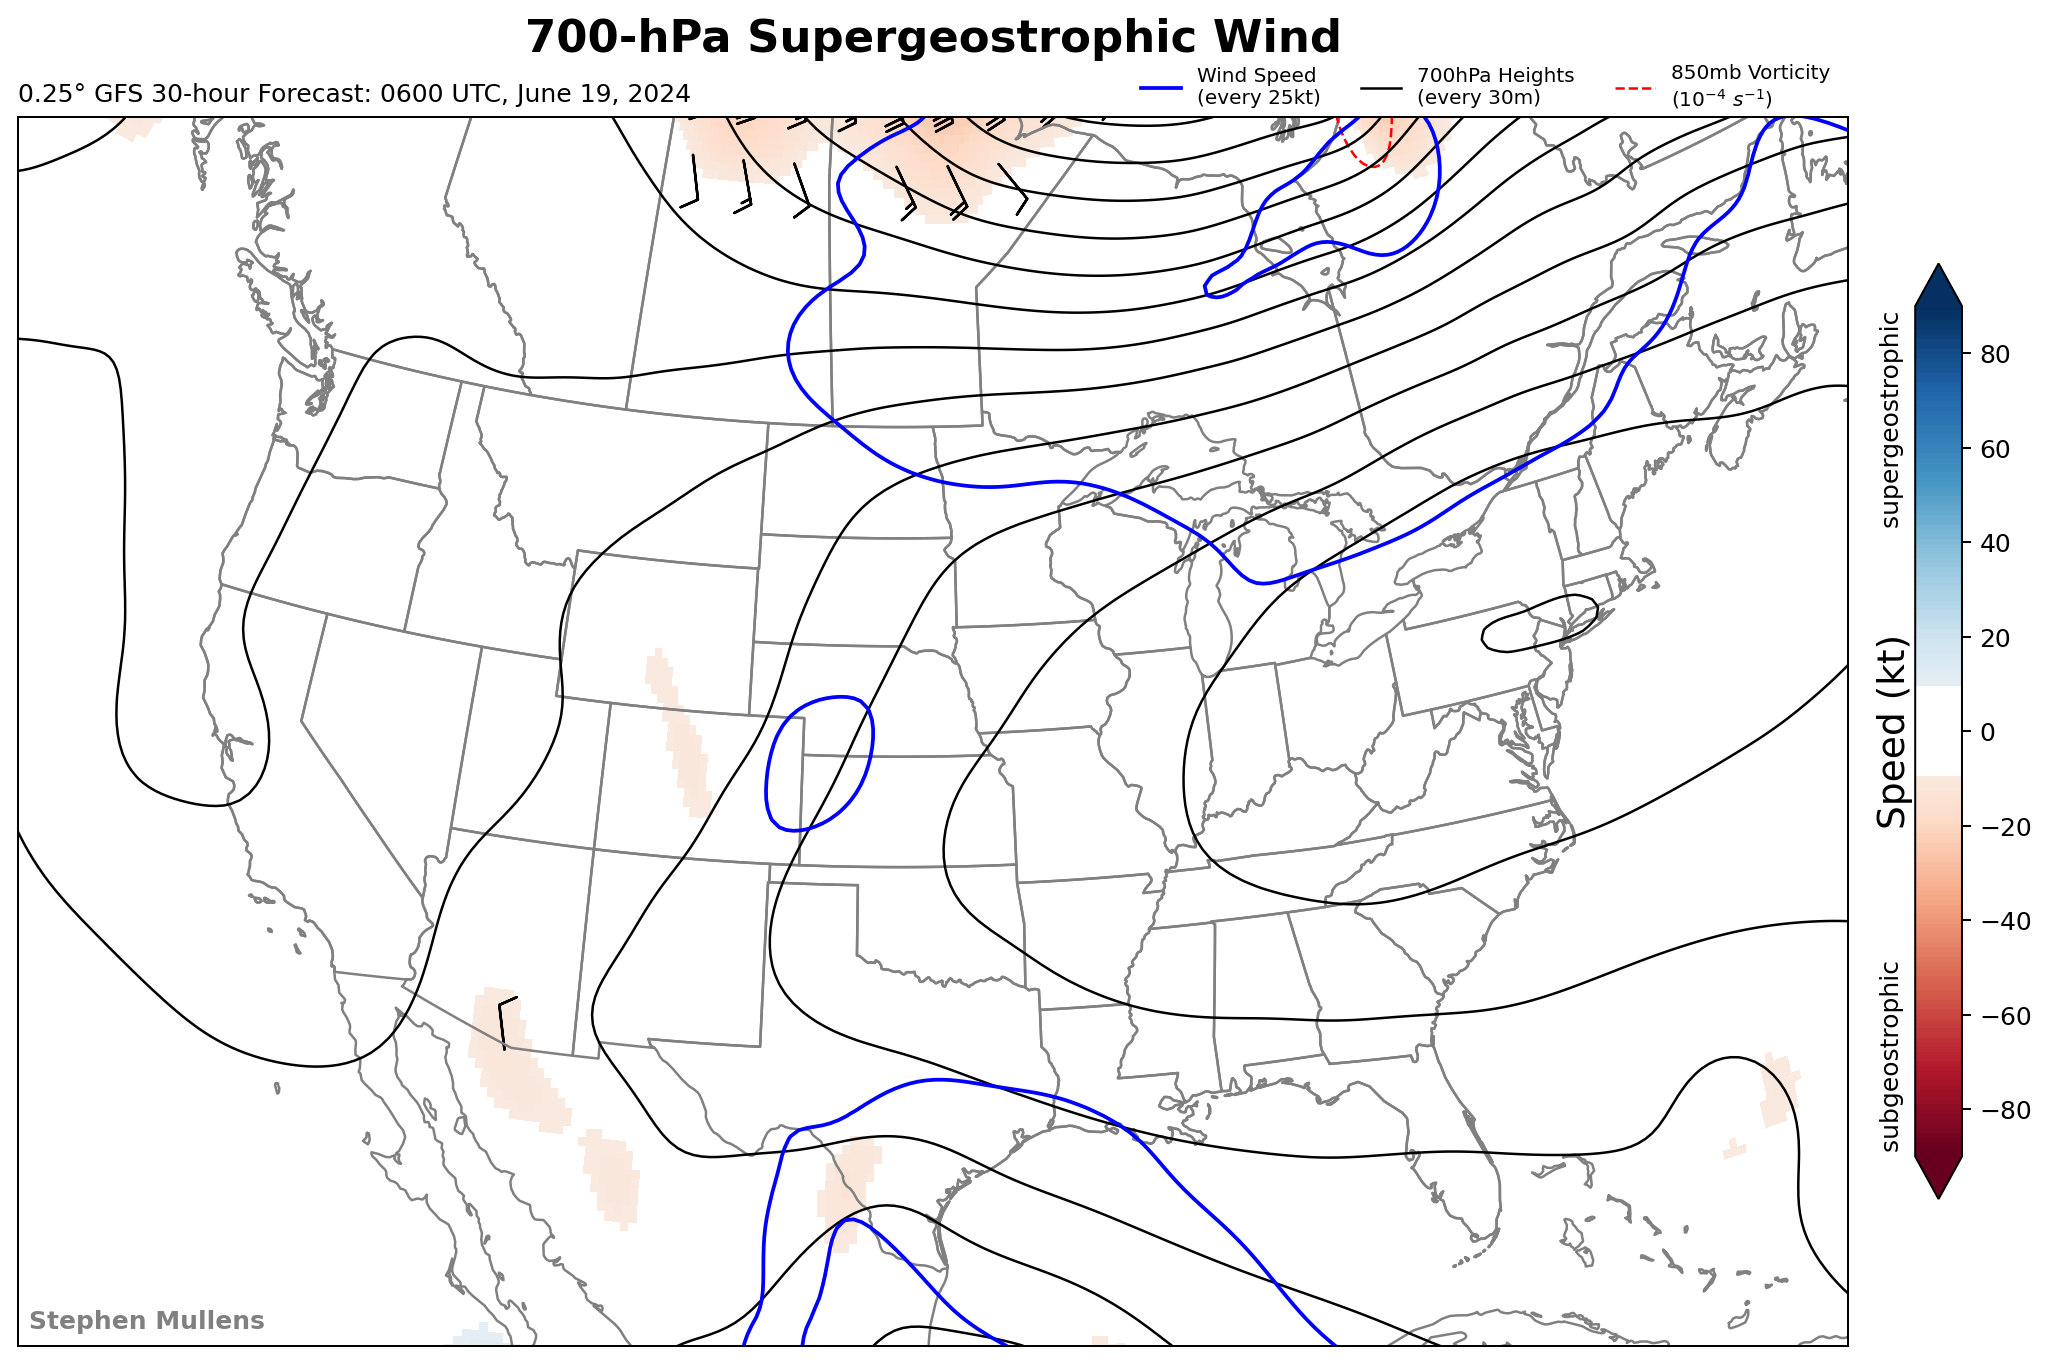 700-hPa Supergeostrophic Wind
0.25° GFS 30-hour Forecast: 0600 UTC, June 19, 2024
Wind Speed
(every 25kt)
700hPa Heights
(every 30m)
850mb Vorticity
(10⁻⁴ s⁻¹)
supergeostrophic
Speed (kt)
subgeostrophic
80
60
40
20
0
−20
−40
−60
−80
Stephen Mullens